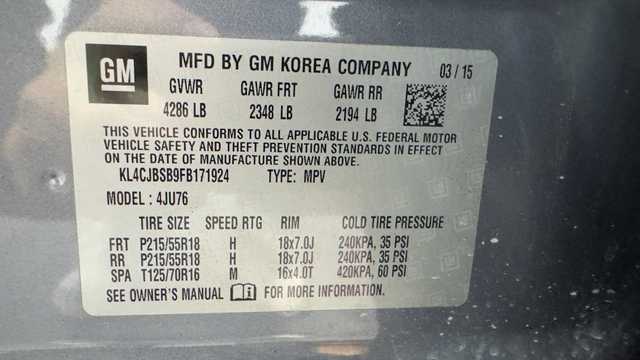 GM MFD BY GM KOREA COMPANY 03/15
GVWR GAWR FRT GAWR RR
4286 LB 2348 LB 2194 LB
THIS VEHICLE CONFORMS TO ALL APPLICABLE U.S. FEDERAL MOTOR
VEHICLE SAFETY AND THEFT PREVENTION STANDARDS IN EFFECT
ON THE DATE OF MANUFACTURE SHOWN ABOVE.
KL4CJBSB9FB171924 TYPE: MPV
MODEL: 4JU76
TIRE SIZE SPEED RTG RIM COLD TIRE PRESSURE
FRT P215/55R18 H 18x7.0J 240KPA, 35 PSI
RR P215/55R18 H 18x7.0J 240KPA, 35 PSI
SPA T125/70R16 M 16x4.0T 420KPA, 60 PSI
SEE OWNER'S MANUAL FOR MORE INFORMATION.